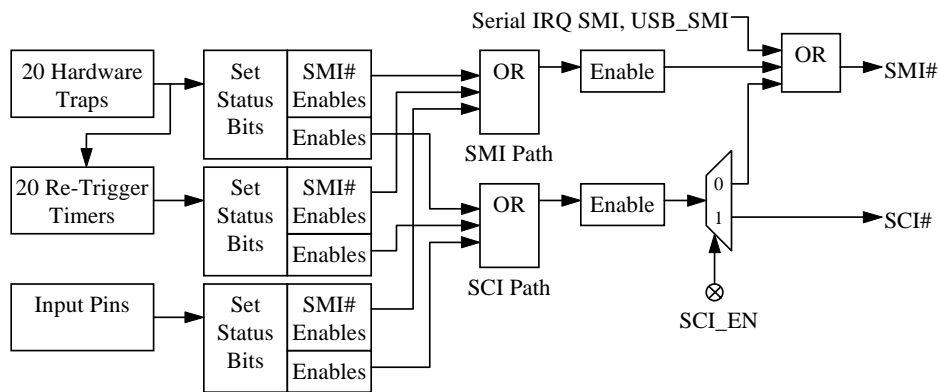 Serial IRQ SMI, USB_SMI
20 Hardware
Traps
Set
Status
Bits
SMI#
Enables
Enables
OR
SMI Path
Enable
OR
SMI#
20 Re-Trigger
Timers
Set
Status
Bits
SMI#
Enables
Enables
OR
SCI Path
Enable
0
1
SCI#
SCI_EN
Input Pins
Set
Status
Bits
SMI#
Enables
Enables